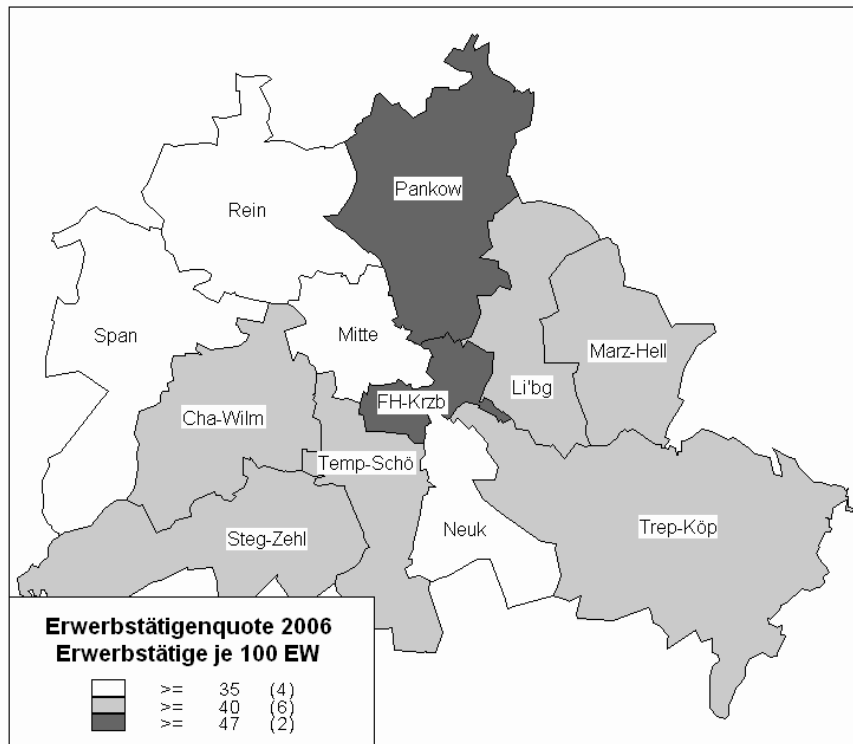 Pankow
Rein
Span
Mitte
Marz-Hell
Li'bg
FH-Krzb
Cha-Wilm
Temp-Schö
Steg-Zehl
Neuk
Trep-Köp
Erwerbstätigenquote 2006
Erwerbstätige je 100 EW
>= 35 (4)
>= 40 (6)
>= 47 (2)